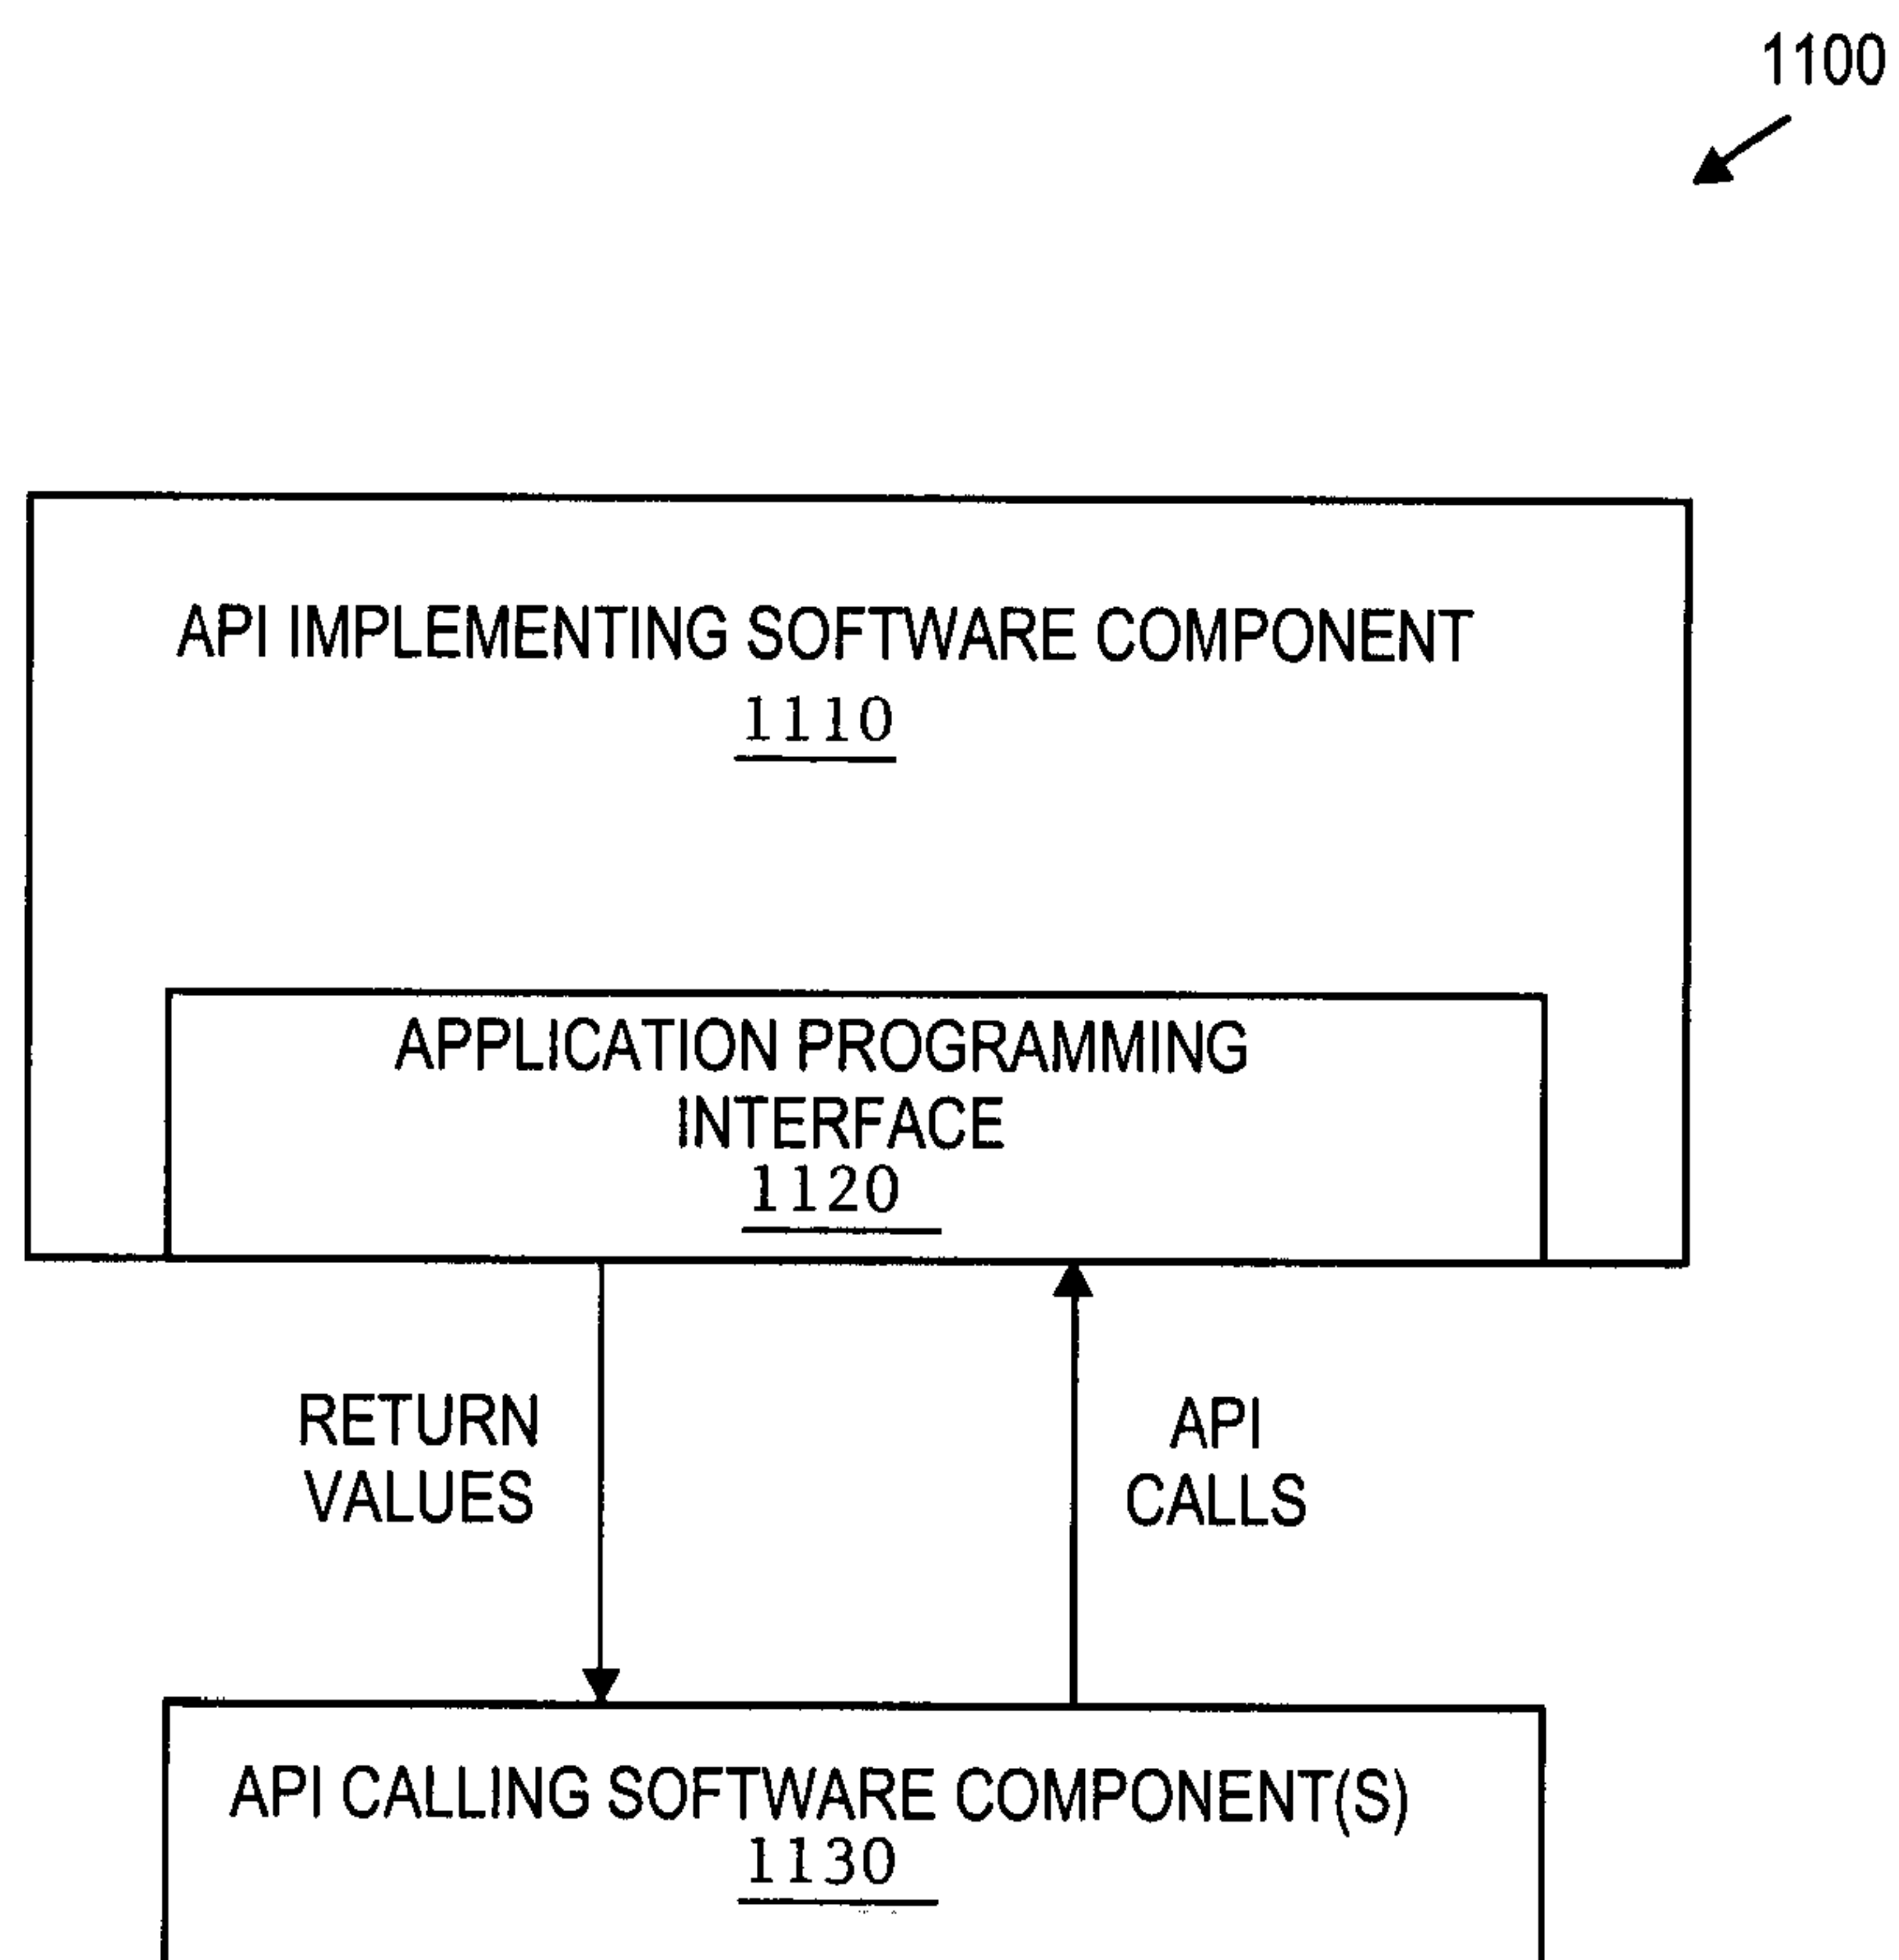 1100
API IMPLEMENTING SOFTWARE COMPONENT
1110
APPLICATION PROGRAMMING
INTERFACE
1120
RETURN
VALUES
API
CALLS
API CALLING SOFTWARE COMPONENT(S)
1130